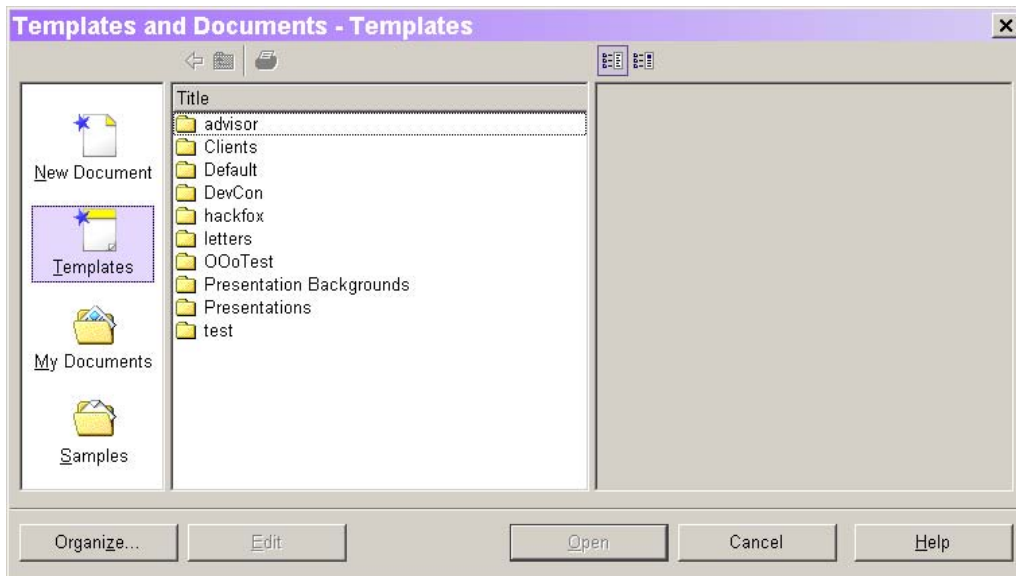 Templates and Documents - Templates
New Document
Templates
My Documents
Samples
Title
advisor
Clients
Default
DevCon
hackfox
letters
OOoTest
Presentation Backgrounds
Presentations
test
Organize...
Edit
Open
Cancel
Help